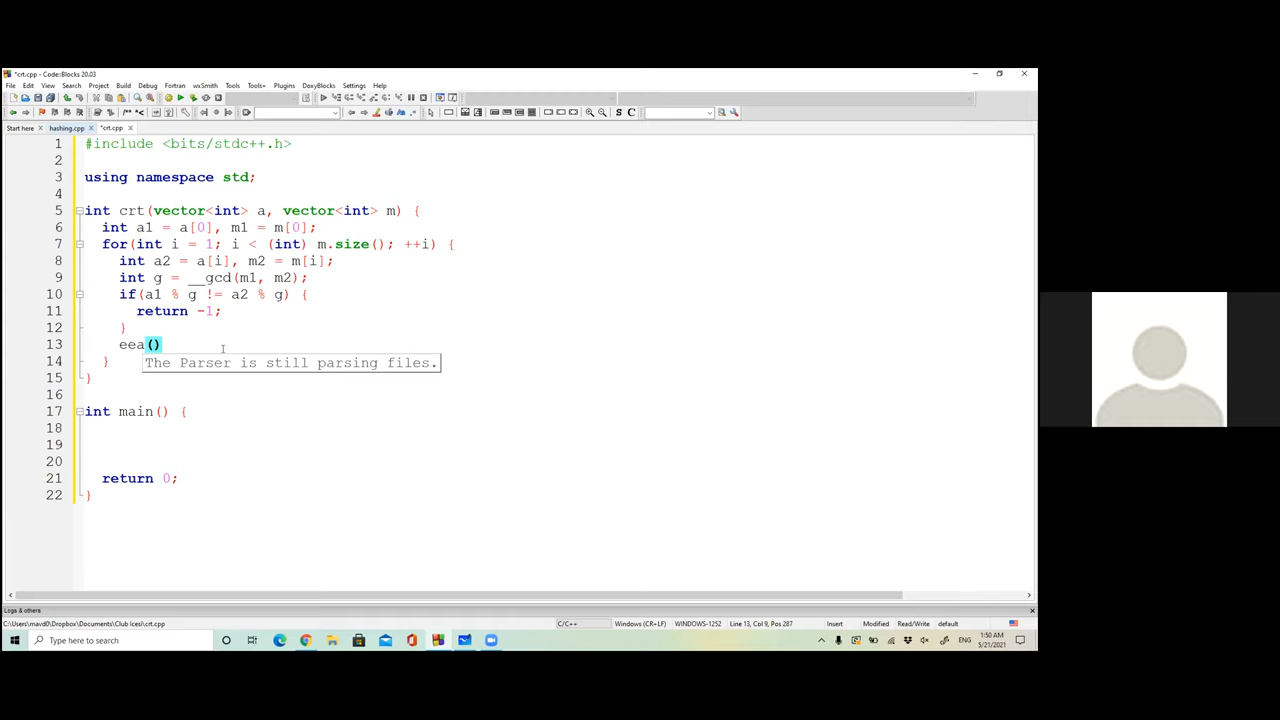 *crt.cpp - Code::Blocks 20.03
File Edit View Search Project Build Debug Fortran wxSmith Tools Tools+ Plugins DoxyBlocks Settings Help
Start here hashing.cpp *crt.cpp
1 #include <bits/stdc++.h>
2
3 using namespace std;
4
5 int crt(vector<int> a, vector<int> m) {
6 int a1 = a[0], m1 = m[0];
7 for(int i = 1; i < (int) m.size(); ++i) {
8 int a2 = a[i], m2 = m[i];
9 int g = __gcd(m1, m2);
10 if(a1 % g != a2 % g) {
11 return -1;
12 }
13 eea()
The Parser is still parsing files.
14 }
15 }
16
17 int main() {
18
19
20
21 return 0;
22 }
Logs & others
C:\Users\mavd0\Dropbox\Documents\Club Icesi\crt.cpp C/C++ Windows (CR+LF) WINDOWS-1252 Line 13, Col 9, Pos 287 Insert Modified Read/Write default
Type here to search ENG 1:50 AM
5/21/2021